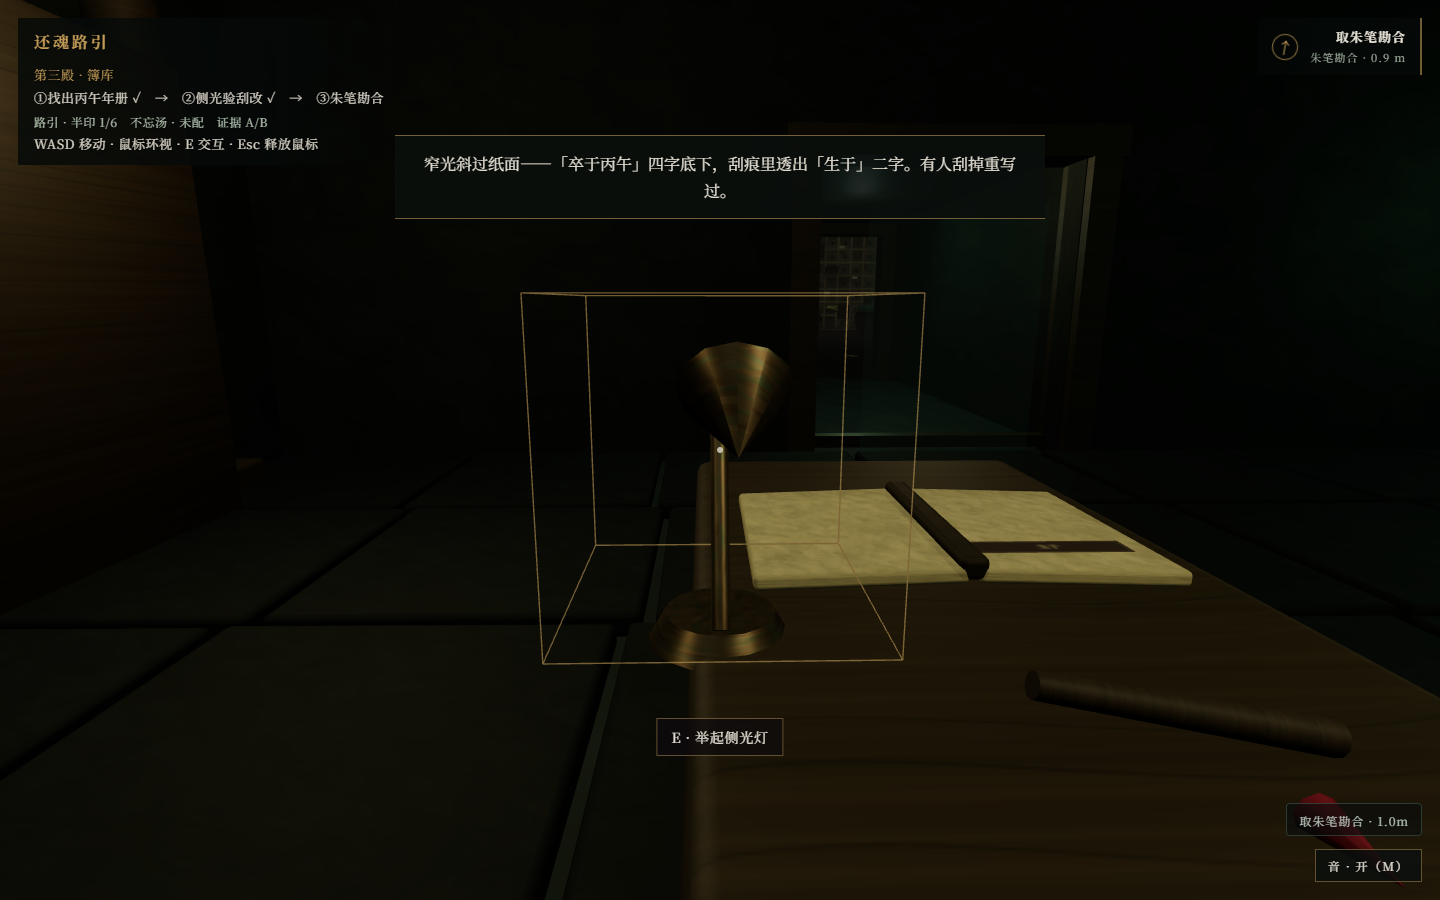 还魂路引
第三殿 · 簿库
①找出丙午年册 ✓ → ②侧光验刮改 ✓ → ③朱笔勘合
路引 · 半印 1/6 不忘汤 · 未配 证据 A/B
WASD 移动 · 鼠标环视 · E 交互 · Esc 释放鼠标
取朱笔勘合
朱笔勘合 · 0.9 m
窄光斜过纸面——「卒于丙午」四字底下，刮痕里透出「生于」二字。有人刮掉重写
过。
E · 举起侧光灯
取朱笔勘合 · 1.0m
音 · 开（M）